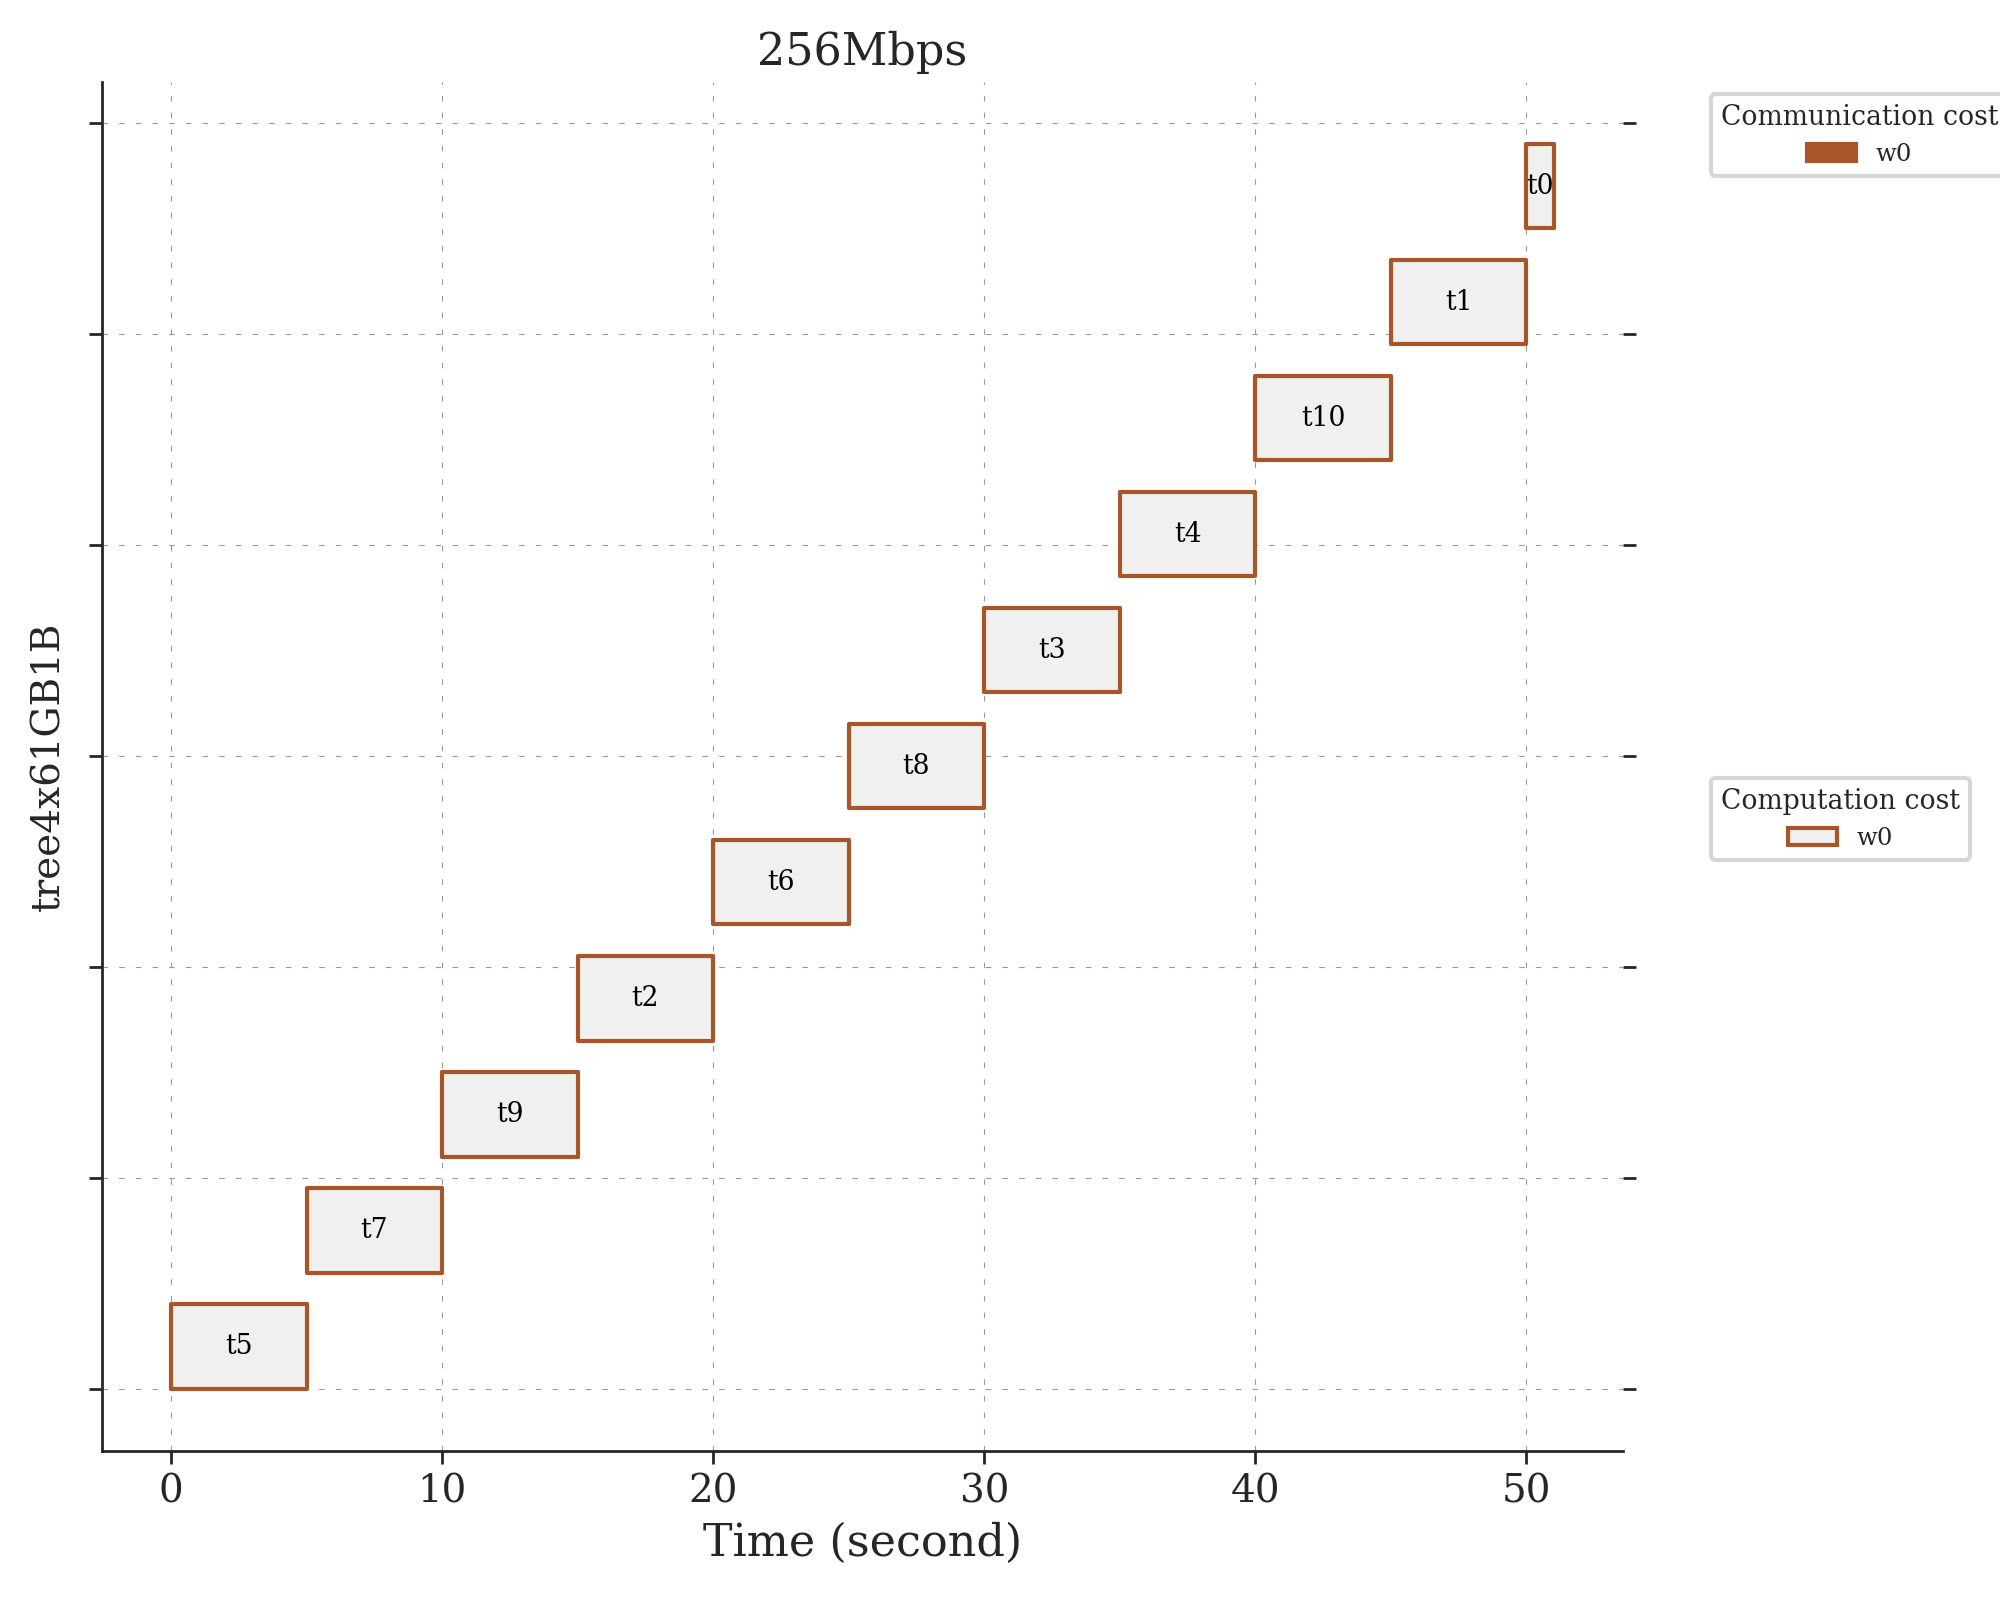 256Mbps
Communication cost
w0
t0
t1
t10
t4
t3
t8
Computation cost
w0
t6
t2
t9
t7
t5
tree4x61GB1B
0 10 20 30 40 50
Time (second)